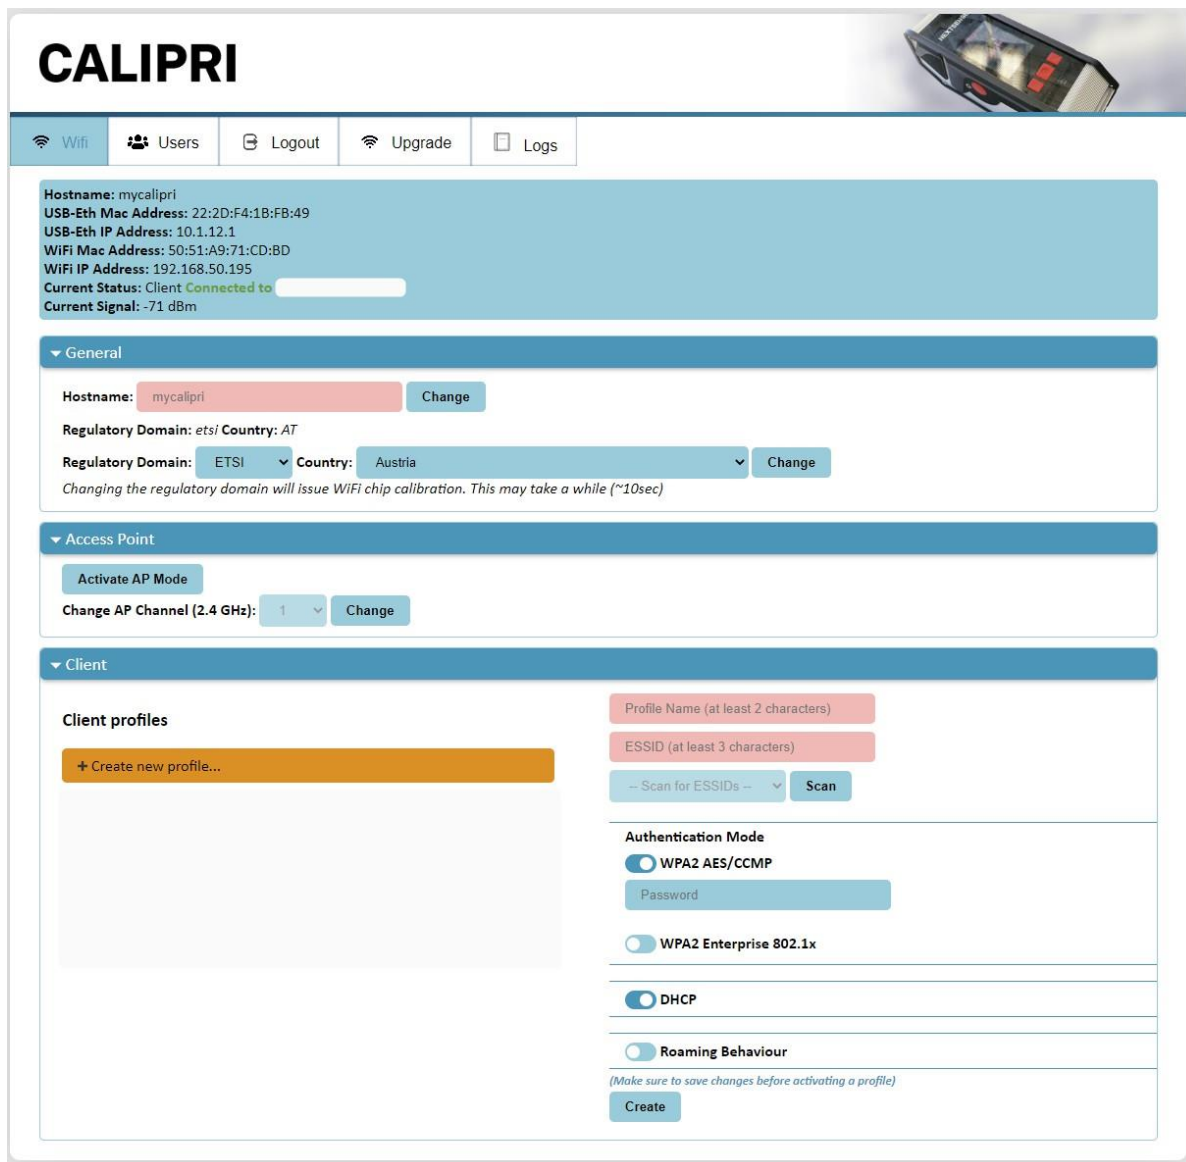 CALIPRI
Wifi Users Logout Upgrade Logs
Hostname: mycalipri
USB-Eth Mac Address: 22:2D:F4:1B:FB:49
USB-Eth IP Address: 10.1.12.1
WiFi Mac Address: 50:51:A9:71:CD:BD
WiFi IP Address: 192.168.50.195
Current Status: Client Connected to
Current Signal: -71 dBm
General
Hostname: mycalipri Change
Regulatory Domain: etsi Country: AT
Regulatory Domain: ETSI Country: Austria Change
Changing the regulatory domain will issue WiFi chip calibration. This may take a while (~10sec)
Access Point
Activate AP Mode
Change AP Channel (2.4 GHz): 1 Change
Client
Client profiles
+ Create new profile...
Profile Name (at least 2 characters)
ESSID (at least 3 characters)
-- Scan for ESSIDs -- Scan
Authentication Mode
WPA2 AES/CCMP
Password
WPA2 Enterprise 802.1x
DHCP
Roaming Behaviour
(Make sure to save changes before activating a profile)
Create